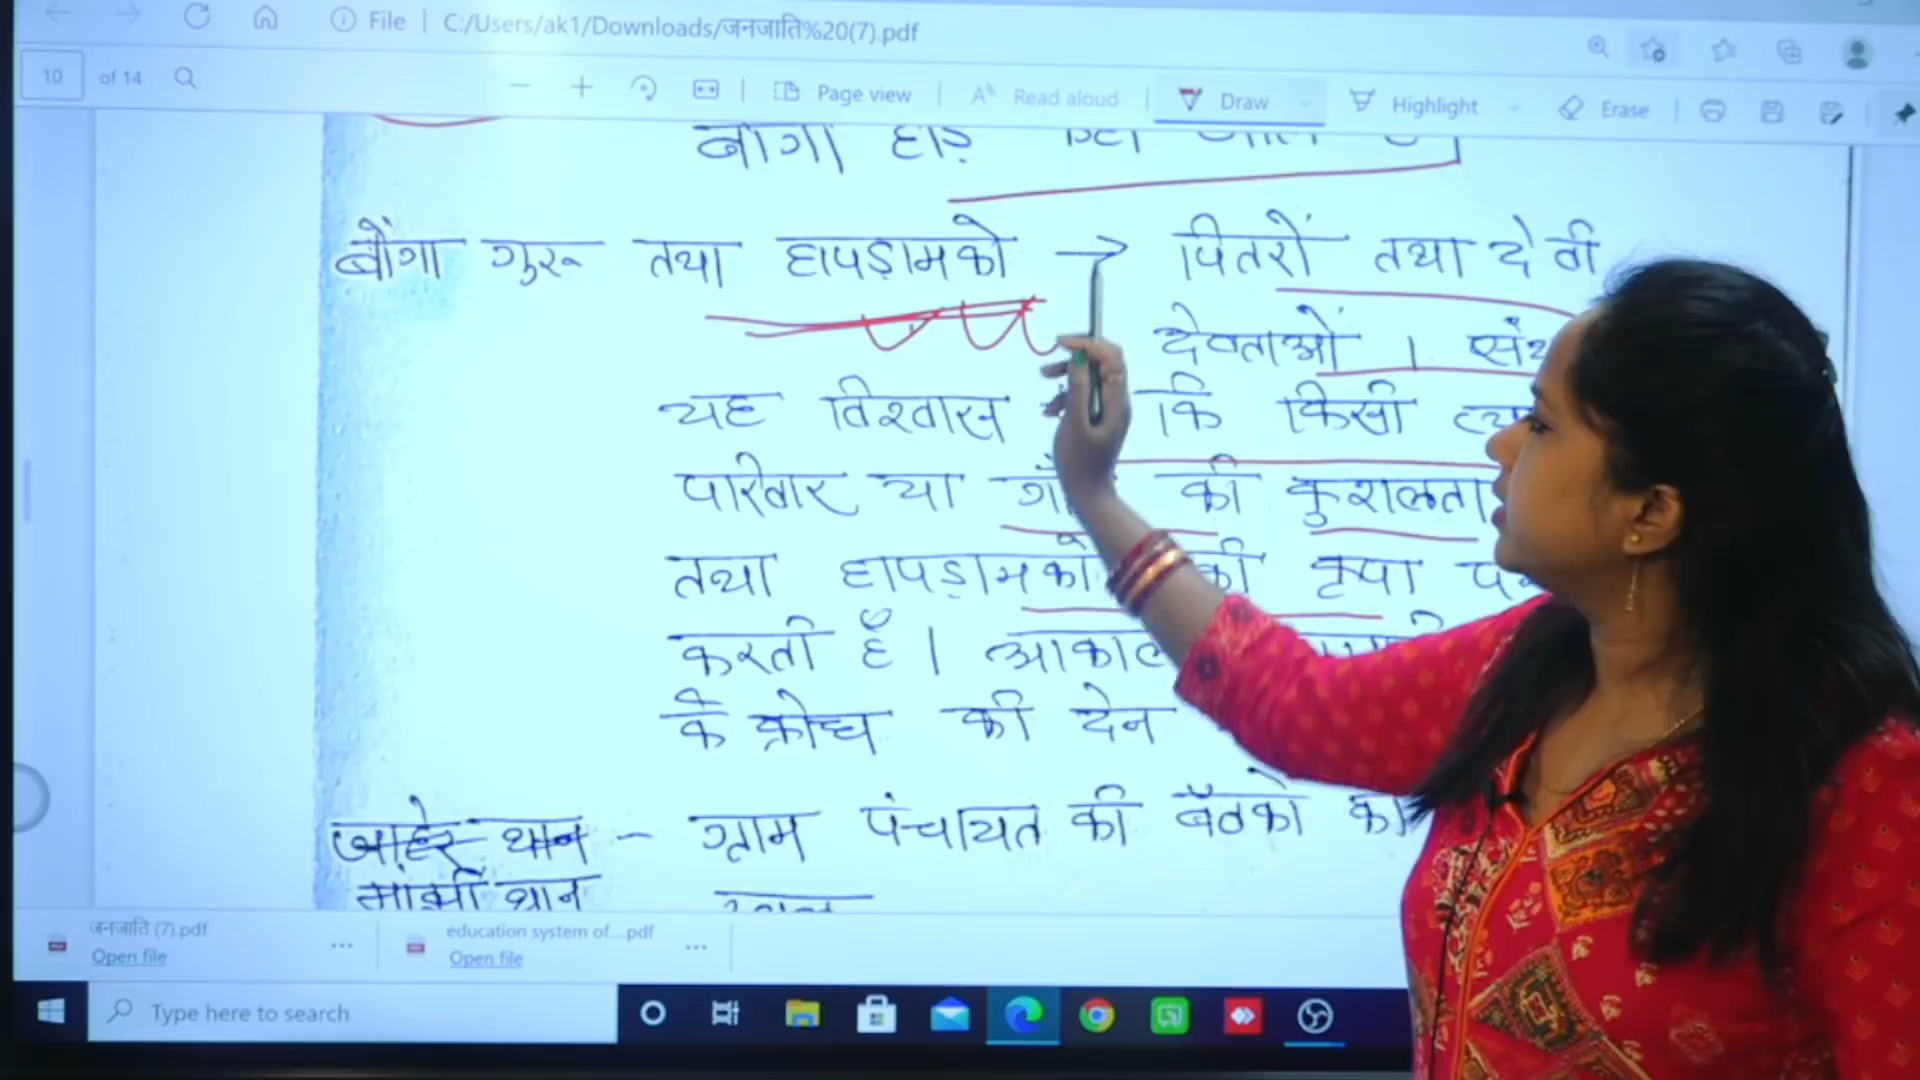 File | C:/Users/ak1/Downloads/जनजाति%20(7).pdf
10 of 14
Page view
Read aloud
Draw
Highlight
Erase
बोंगा गुरू तथा हापड़ामको → पितरों तथा देवी
देवताओं ।
यह विश्वास कि किसी
परिवार या की कुशलता
तथा हापड़ामको की कृपा
करती है ।
के क्रोध की देन
जाहेर थान - ग्राम पंचायत की बैठको का
मांझी थान
जनजाति (7).pdf
Open file
education system of....pdf
Open file
Type here to search